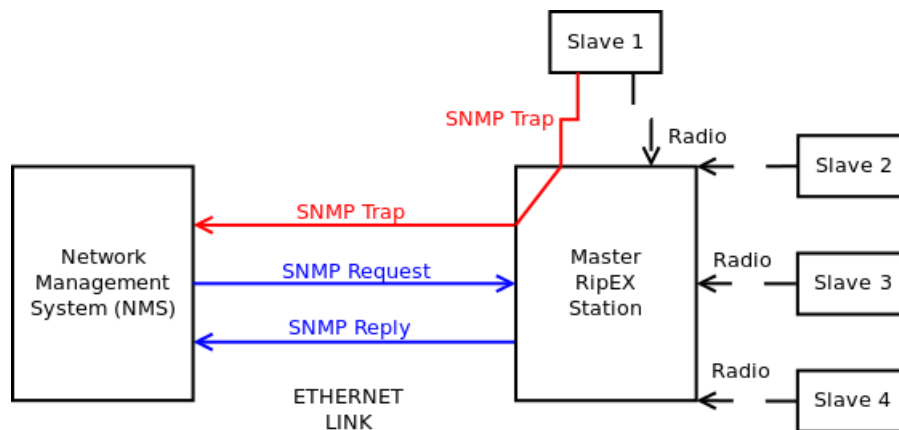 Slave 1
SNMP Trap
Radio
Slave 2
SNMP Trap
Network
Management
System (NMS)
SNMP Request
Master
RipEX
Station
Radio
Slave 3
SNMP Reply
Radio
Slave 4
ETHERNET
LINK